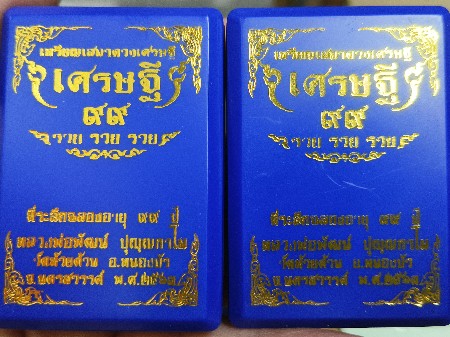 เหรียญเสมาดวงเศรษฐี
เศรษฐี
๙๙
รวย รวย รวย
ที่ระลึกฉลองอายุ ๙๙ ปี
หลวงพ่อพัฒน์ ปุญฺญกาโม
วัดห้วยด้วน อ.หนองบัว
จ.นครสวรรค์ พ.ศ.๒๕๖๓
เหรียญเสมาดวงเศรษฐี
เศรษฐี
๙๙
รวย รวย รวย
ที่ระลึกฉลองอายุ ๙๙ ปี
หลวงพ่อพัฒน์ ปุญฺญกาโม
วัดห้วยด้วน อ.หนองบัว
จ.นครสวรรค์ พ.ศ.๒๕๖๓